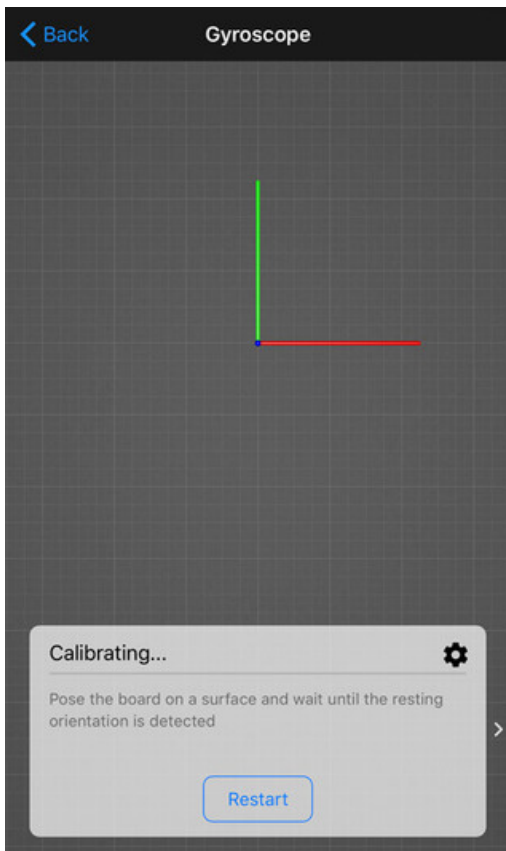 Back
Gyroscope
Calibrating...
Pose the board on a surface and wait until the resting
orientation is detected
Restart